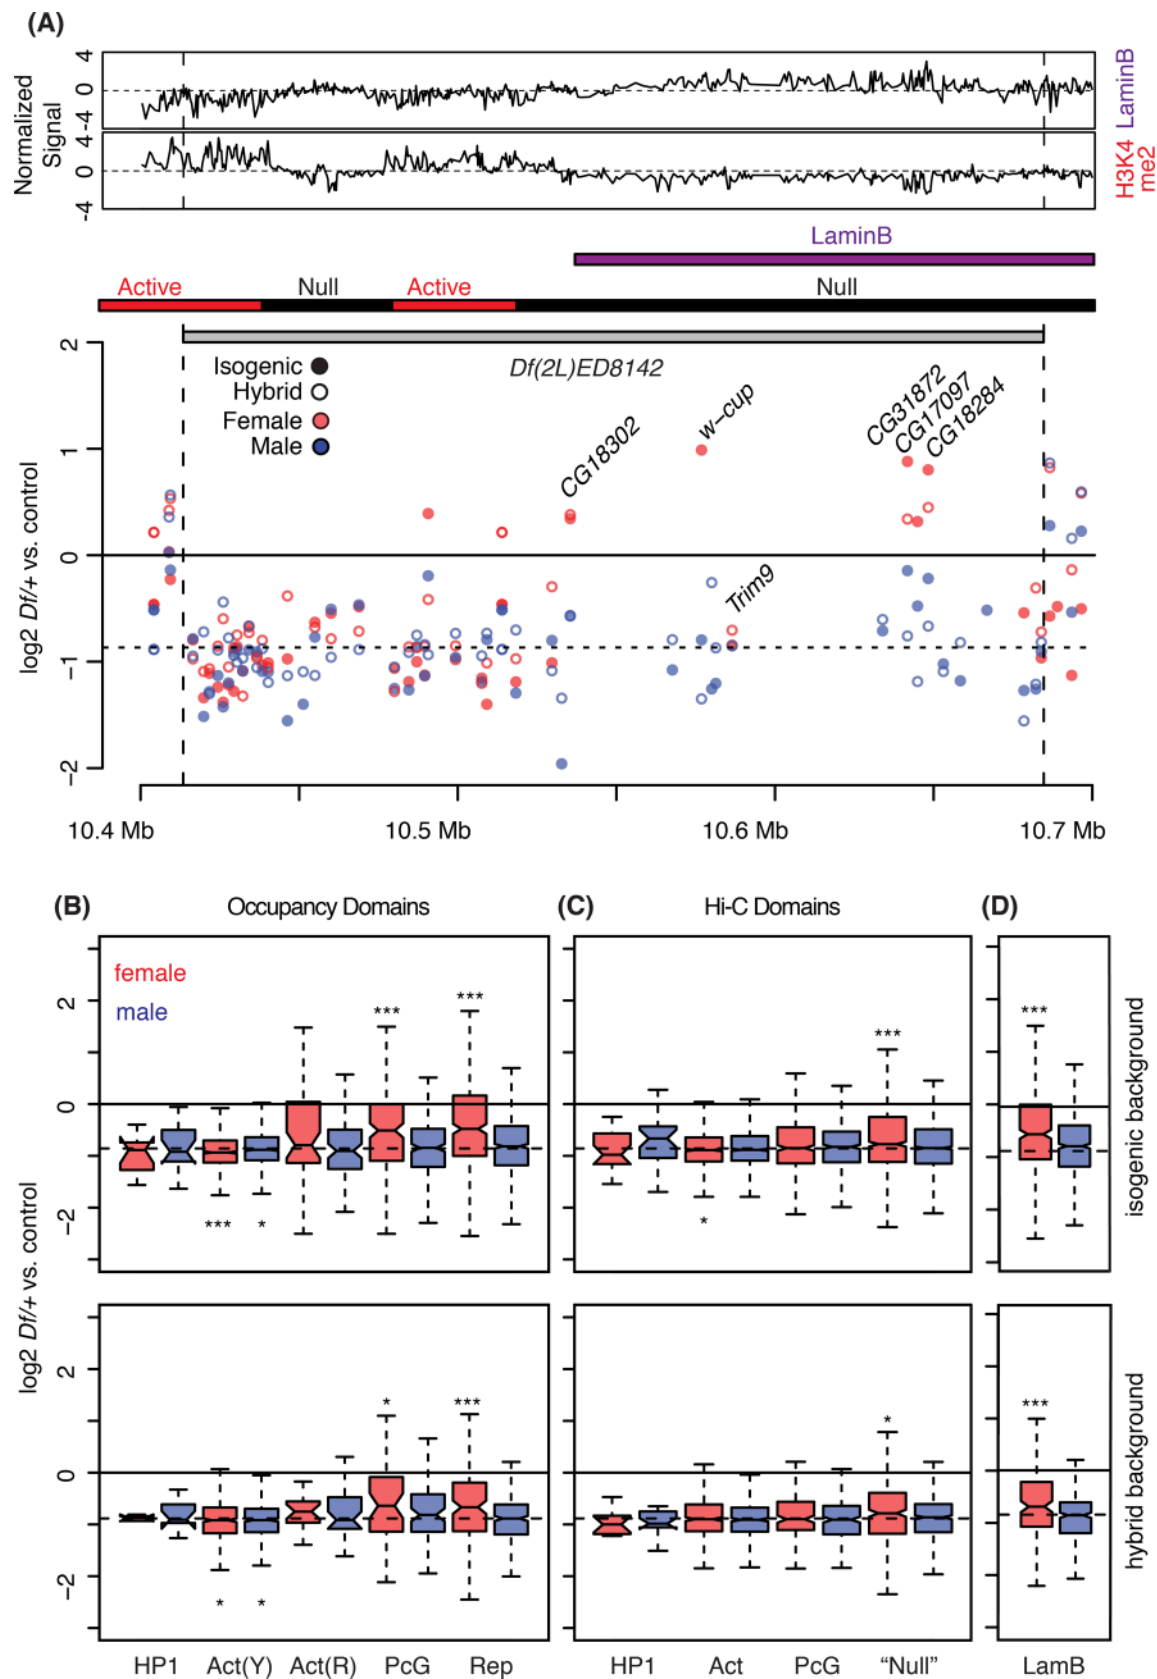 (A)
Normalized
Signal
4
0
-4
LaminB
4
0
-4
H3K4
me2
LaminB
Active
Null
Active
Null
2
1
0
−1
−2
log2 Df/+ vs. control
Isogenic
Hybrid
Female
Male
Df(2L)ED8142
CG18302
w−cup
Trim9
CG31872
CG17097
CG18284
10.4 Mb
10.5 Mb
10.6 Mb
10.7 Mb
(B)
Occupancy Domains
(C)
Hi-C Domains
(D)
female
male
2
0
−2
***
***
***
*
***
*
***
isogenic background
log2 Df/+ vs. control
2
0
−2
*
***
*
*
*
***
hybrid background
HP1
Act(Y)
Act(R)
PcG
Rep
HP1
Act
PcG
“Null”
LamB